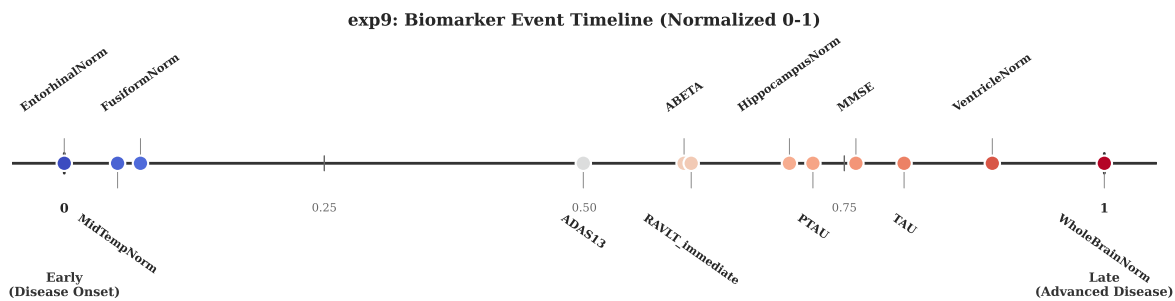 exp9: Biomarker Event Timeline (Normalized 0-1)
EntorhinalNorm
FusiformNorm
ABETA
HippocampusNorm
MMSE
VentricleNorm
0
0.25
0.50
0.75
1
MidTempNorm
ADAS13
RAVLT_immediate
PTAU
TAU
WholeBrainNorm
Early
(Disease Onset)
Late
(Advanced Disease)